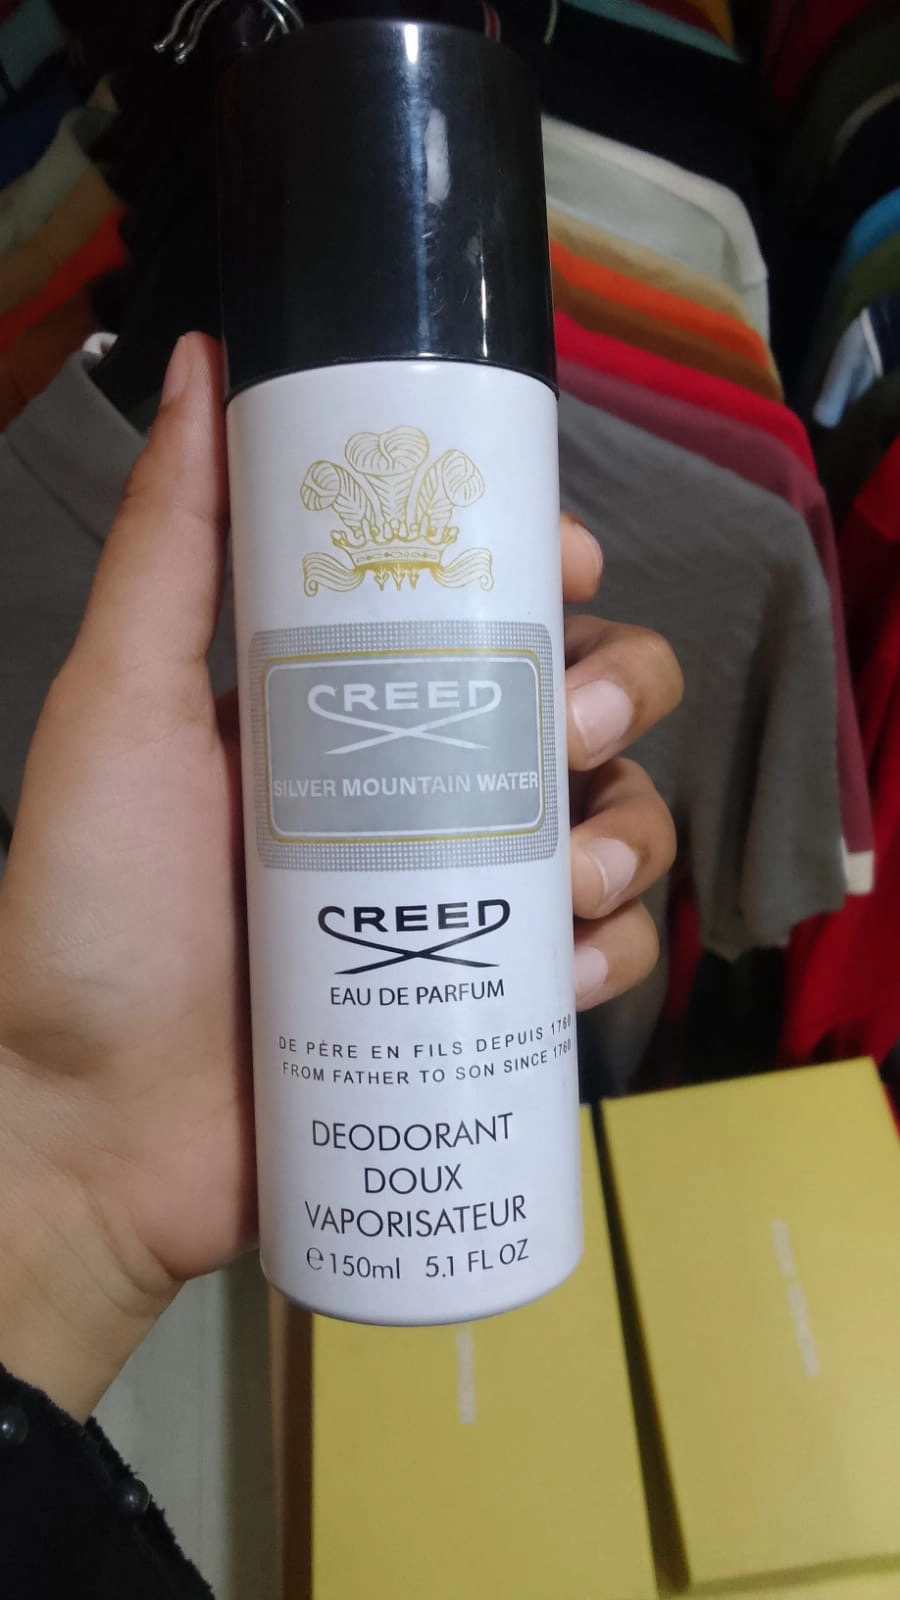 CREED
SILVER MOUNTAIN WATER
CREED
EAU DE PARFUM
DE PÈRE EN FILS DEPUIS 1760
FROM FATHER TO SON SINCE 1760
DEODORANT
DOUX
VAPORISATEUR
℮150ml 5.1 FL OZ